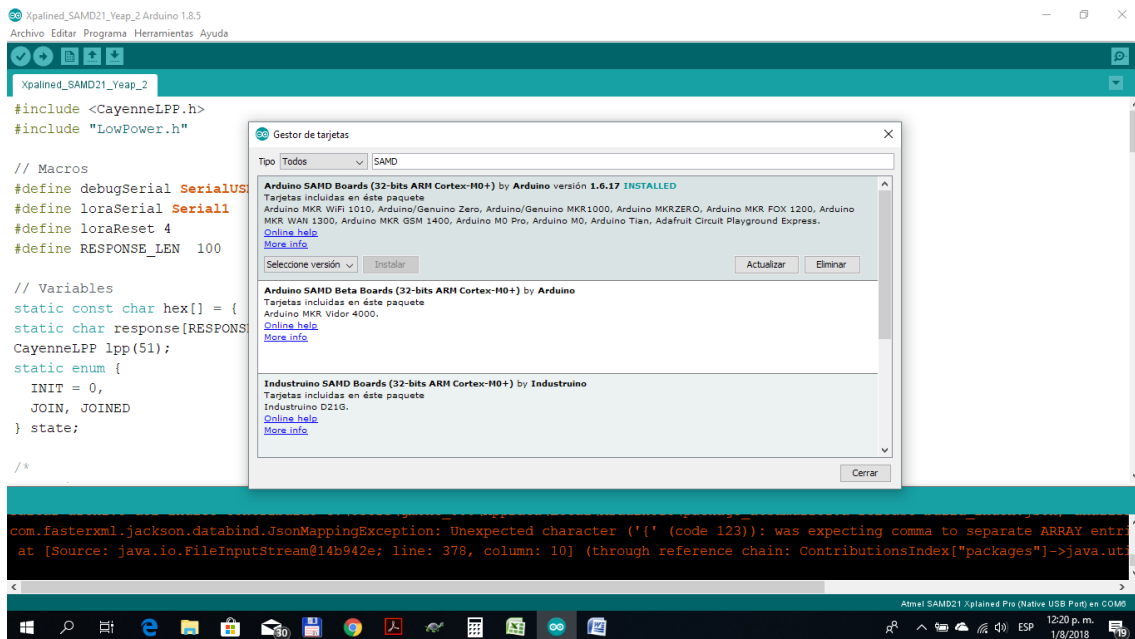 Xpalined_SAMD21_Yeap_2 Arduino 1.8.5
Archivo Editar Programa Herramientas Ayuda
Xpalined_SAMD21_Yeap_2
#include <CayenneLPP.h>
#include "LowPower.h"
// Macros
#define debugSerial SerialUS
#define loraSerial Serial1
#define loraReset 4
#define RESPONSE_LEN 100
// Variables
static const char hex[] = {
static char response[RESPONS
CayenneLPP lpp(51);
static enum {
INIT = 0,
JOIN, JOINED
} state;
/*
Gestor de tarjetas
Tipo Todos SAMD
Arduino SAMD Boards (32-bits ARM Cortex-M0+) by Arduino versión 1.6.17 INSTALLED
Tarjetas incluidas en éste paquete
Arduino MKR WiFi 1010, Arduino/Genuino Zero, Arduino/Genuino MKR1000, Arduino MKRZERO, Arduino MKR FOX 1200, Arduino
MKR WAN 1300, Arduino MKR GSM 1400, Arduino M0 Pro, Arduino M0, Arduino Tian, Adafruit Circuit Playground Express.
Online help
More info
Seleccione versión Instalar Actualizar Eliminar
Arduino SAMD Beta Boards (32-bits ARM Cortex-M0+) by Arduino
Tarjetas incluidas en éste paquete
Arduino MKR Vidor 4000.
Online help
More info
Industruino SAMD Boards (32-bits ARM Cortex-M0+) by Industruino
Tarjetas incluidas en éste paquete
Industruino D21G.
Online help
More info
Cerrar
com.fasterxml.jackson.databind.JsonMappingException: Unexpected character ('{' (code 123)): was expecting comma to separate ARRAY entri
at [Source: java.io.FileInputStream@14b942e; line: 378, column: 10] (through reference chain: ContributionsIndex["packages"]->java.uti
Atmel SAMD21 Xplained Pro (Native USB Port) en COM6
30
ESP
12:20 p. m.
1/8/2018
19